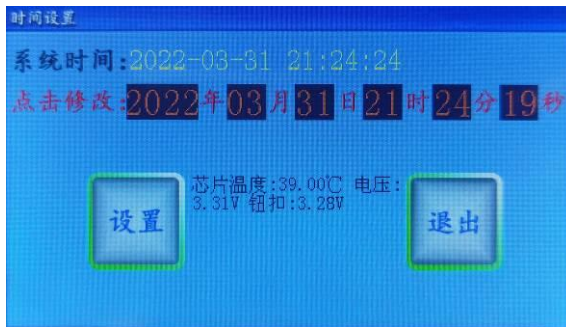 时间设置
系统时间:2022-03-31 21:24:24
点击修改:2022年03月31日21时24分19秒
芯片温度:39.00℃ 电压:
3.31V 钮扣:3.28V
设置
退出